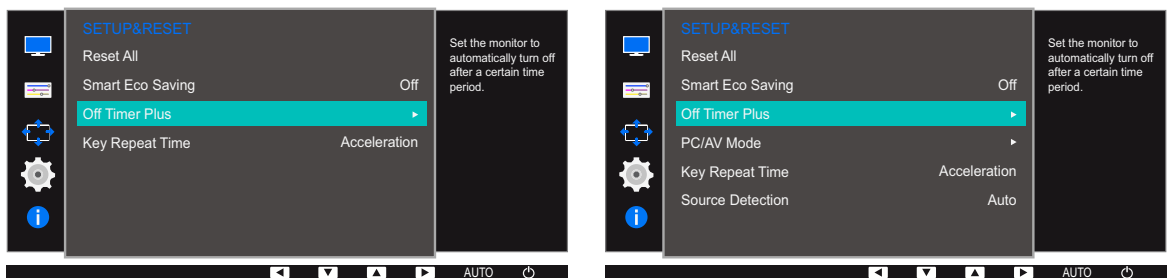 SETUP&RESET
Reset All
Smart Eco Saving Off
Off Timer Plus
Key Repeat Time Acceleration
Set the monitor to
automatically turn off
after a certain time
period.
AUTO
SETUP&RESET
Reset All
Smart Eco Saving Off
Off Timer Plus
PC/AV Mode
Key Repeat Time Acceleration
Source Detection Auto
Set the monitor to
automatically turn off
after a certain time
period.
AUTO